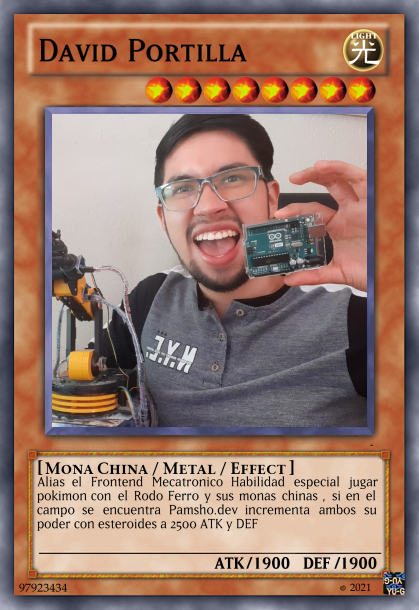 DAVID PORTILLA
LIGHT
光
ARDUINO
N.Y.C
[MONA CHINA / METAL / EFFECT]
Alias el Frontend Mecatronico Habilidad especial jugar
pokimon con el Rodo Ferro y sus monas chinas , si en el
campo se encuentra Pamsho.dev incrementa ambos su
poder con esteroides a 2500 ATK y DEF
ATK/1900 DEF/1900
97923434
© 2021